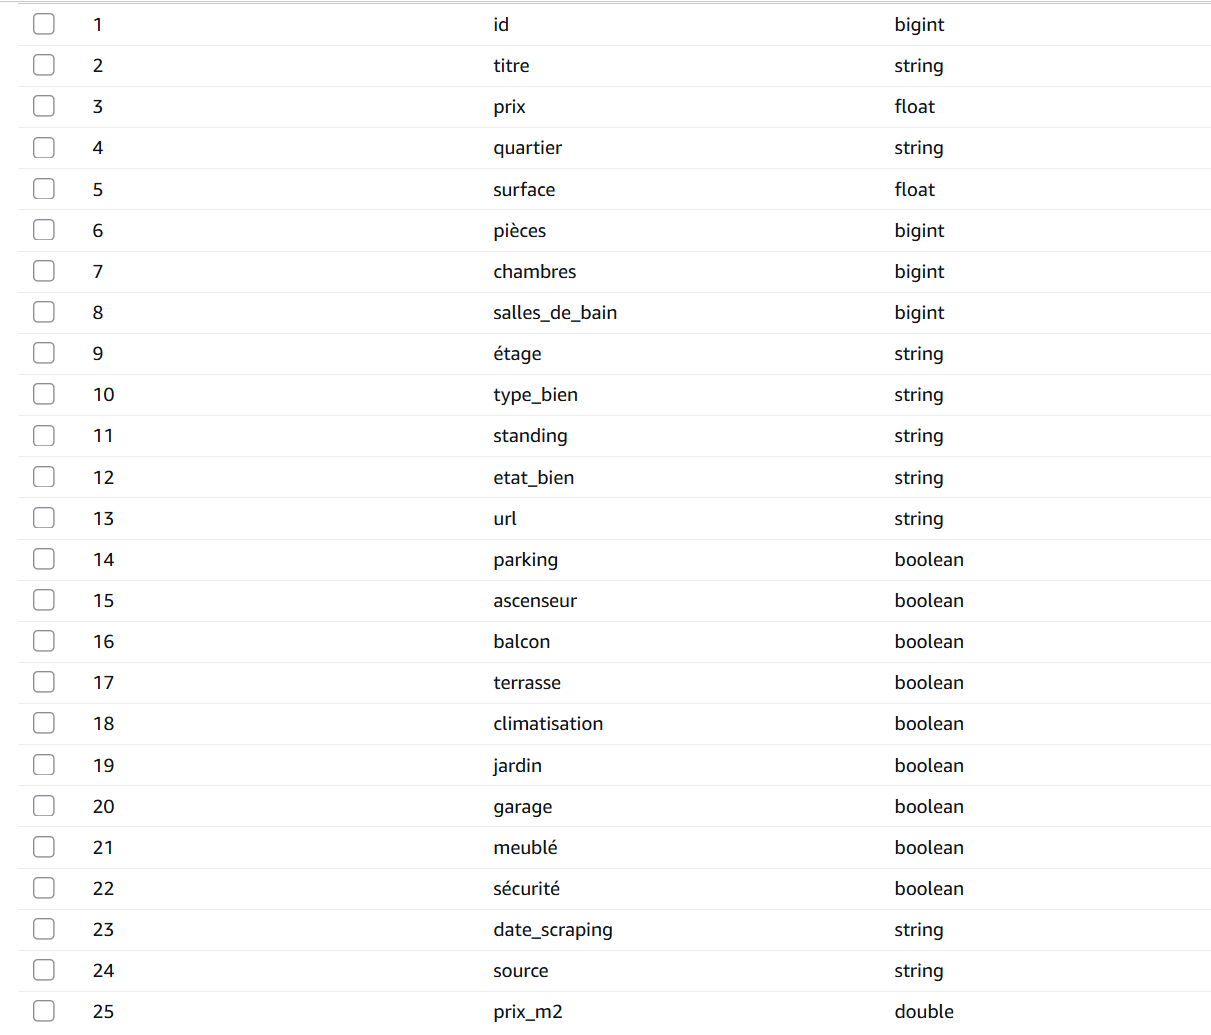 1 id bigint
2 titre string
3 prix float
4 quartier string
5 surface float
6 pièces bigint
7 chambres bigint
8 salles_de_bain bigint
9 étage string
10 type_bien string
11 standing string
12 etat_bien string
13 url string
14 parking boolean
15 ascenseur boolean
16 balcon boolean
17 terrasse boolean
18 climatisation boolean
19 jardin boolean
20 garage boolean
21 meublé boolean
22 sécurité boolean
23 date_scraping string
24 source string
25 prix_m2 double